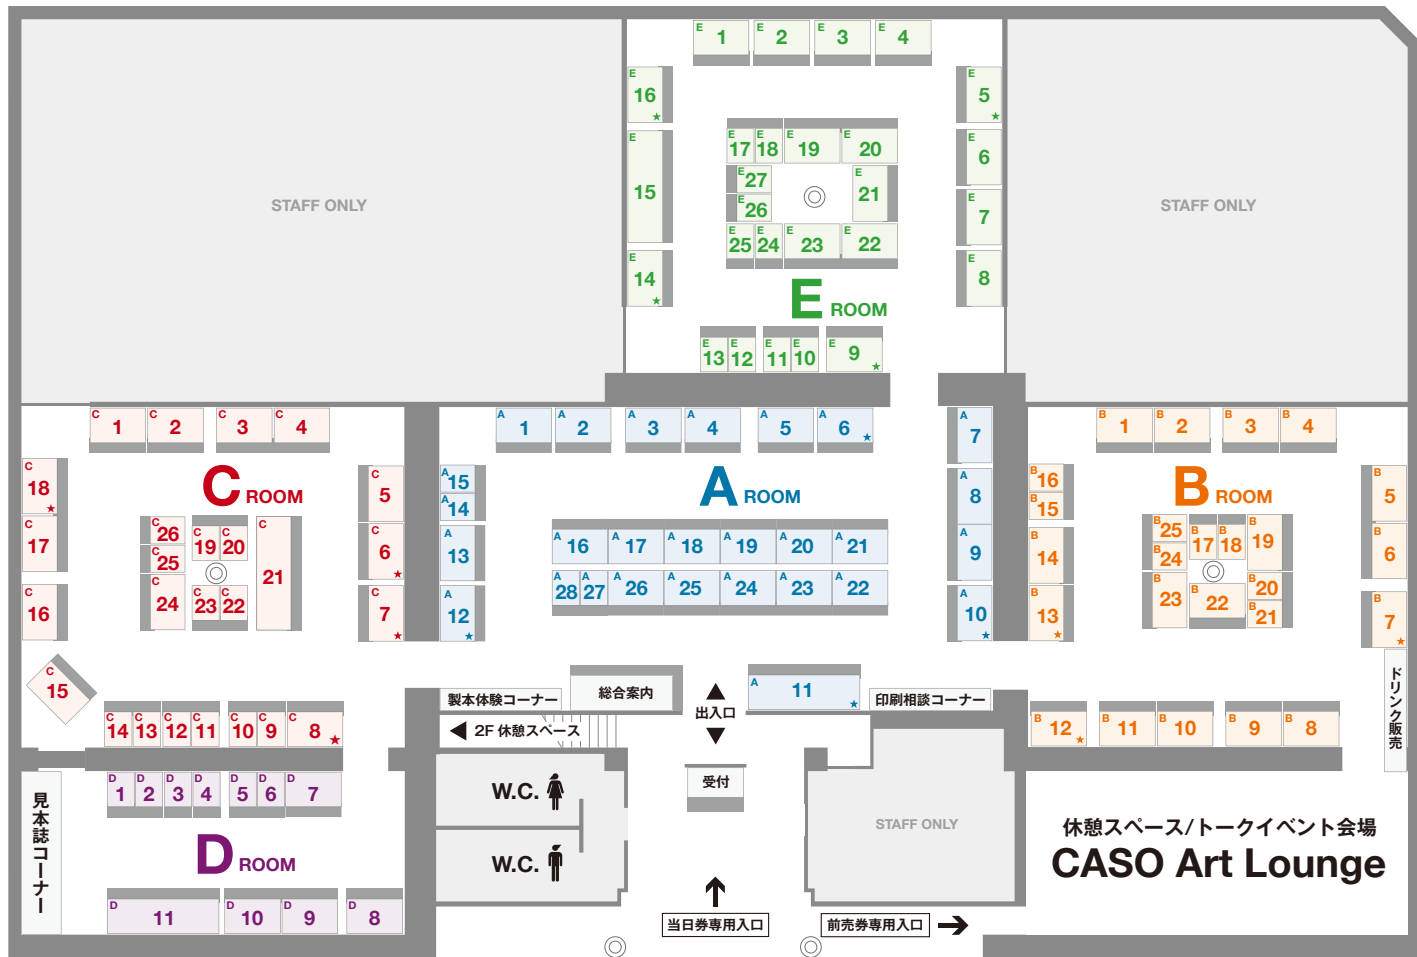 E 1
E 2
E 3
E 4
E 16 ★
E 15
E 14 ★
E 5 ★
E 6
E 7
E 8
E 17
E 18
E 19
E 20
E 27
E 26
E 21
E 25
E 24
E 23
E 22
E ROOM
E 13
E 12
E 11
E 10
E 9 ★
STAFF ONLY
STAFF ONLY
C 1
C 2
C 3
C 4
C ROOM
C 18 ★
C 17
C 16
C 15
C 5
C 6 ★
C 7 ★
C 26
C 25
C 24
C 19
C 20
C 23
C 22
C 21
C 14
C 13
C 12
C 11
C 10
C 9
C 8 ★
A 1
A 2
A 3
A 4
A 5
A 6 ★
A ROOM
A 7
A 8
A 9
A 10 ★
A 15
A 14
A 13
A 12 ★
A 16
A 17
A 18
A 19
A 20
A 21
A 28
A 27
A 26
A 25
A 24
A 23
A 22
A 11 ★
B 1
B 2
B 3
B 4
B ROOM
B 16
B 15
B 14
B 13 ★
B 5
B 6
B 7 ★
B 25
B 24
B 23
B 17
B 18
B 19
B 22
B 20
B 21
B 12 ★
B 11
B 10
B 9
B 8
ドリンク販売
製本体験コーナー
総合案内
出入口
印刷相談コーナー
2F 休憩スペース
受付
W.C.
W.C.
STAFF ONLY
D 1
D 2
D 3
D 4
D 5
D 6
D 7
D ROOM
D 11
D 10
D 9
D 8
見本誌コーナー
休憩スペース/トークイベント会場
CASO Art Lounge
当日券専用入口
前売券専用入口